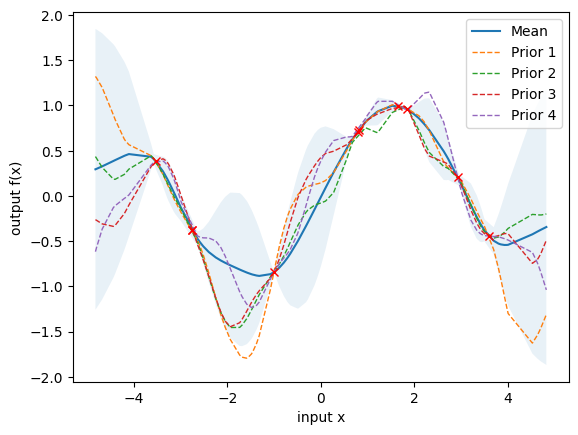 2.0
1.5
1.0
0.5
0.0
−0.5
−1.0
−1.5
−2.0
output f(x)
Mean
Prior 1
Prior 2
Prior 3
Prior 4
−4 −2 0 2 4
input x